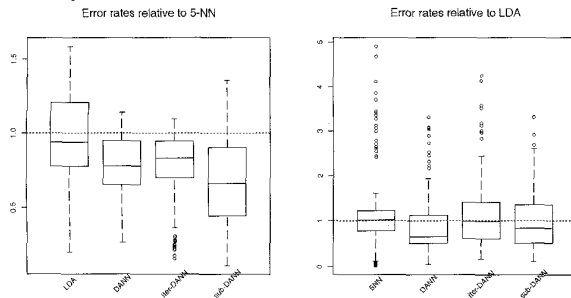 Error rates relative to 5-NN
1.5
1.0
0.5
LDA
DANN
iter-DANN
sub-DANN
Error rates relative to LDA
5
4
3
2
1
0
5NN
DANN
iter-DANN
sub-DANN